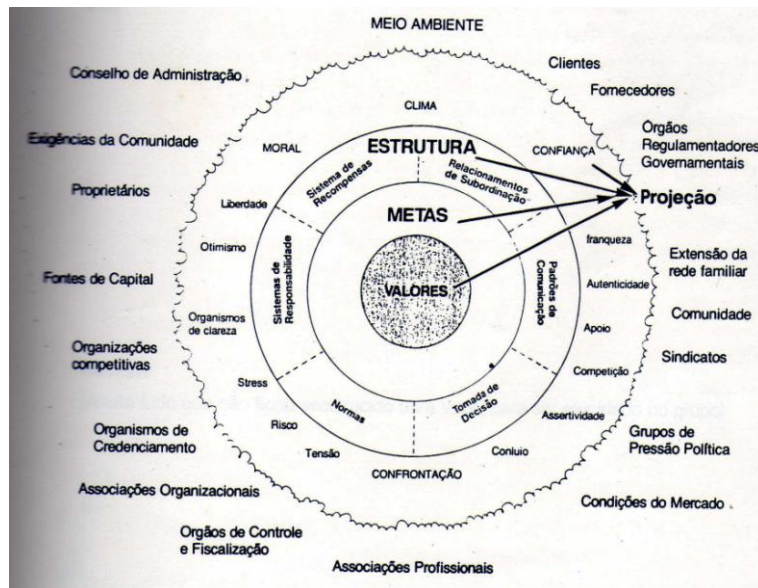 MEIO AMBIENTE
Conselho de Administração
Clientes
Fornecedores
CLIMA
Exigências da Comunidade
MORAL
ESTRUTURA
CONFIANÇA
Órgãos
Regulamentadores
Governamentais
Sistema de
Recompensas
Relacionamentos
de Subordinação
Proprietários
Liberdade
METAS
Projeção
Otimismo
franqueza
Fontes de Capital
Sistemas de
Responsabilidade
VALORES
Padrões de
Comunicação
Autenticidade
Extensão da
rede familiar
Organismos
de clareza
Apoio
Comunidade
Organizações
competitivas
Competição
Sindicatos
Stress
Normas
Tomada de
Decisão
Assertividade
Risco
Tensão
CONFRONTAÇÃO
Conluio
Organismos de
Credenciamento
Grupos de
Pressão Política
Associações Organizacionais
Condições do Mercado
Orgãos de Controle
e Fiscalização
Associações Profissionais